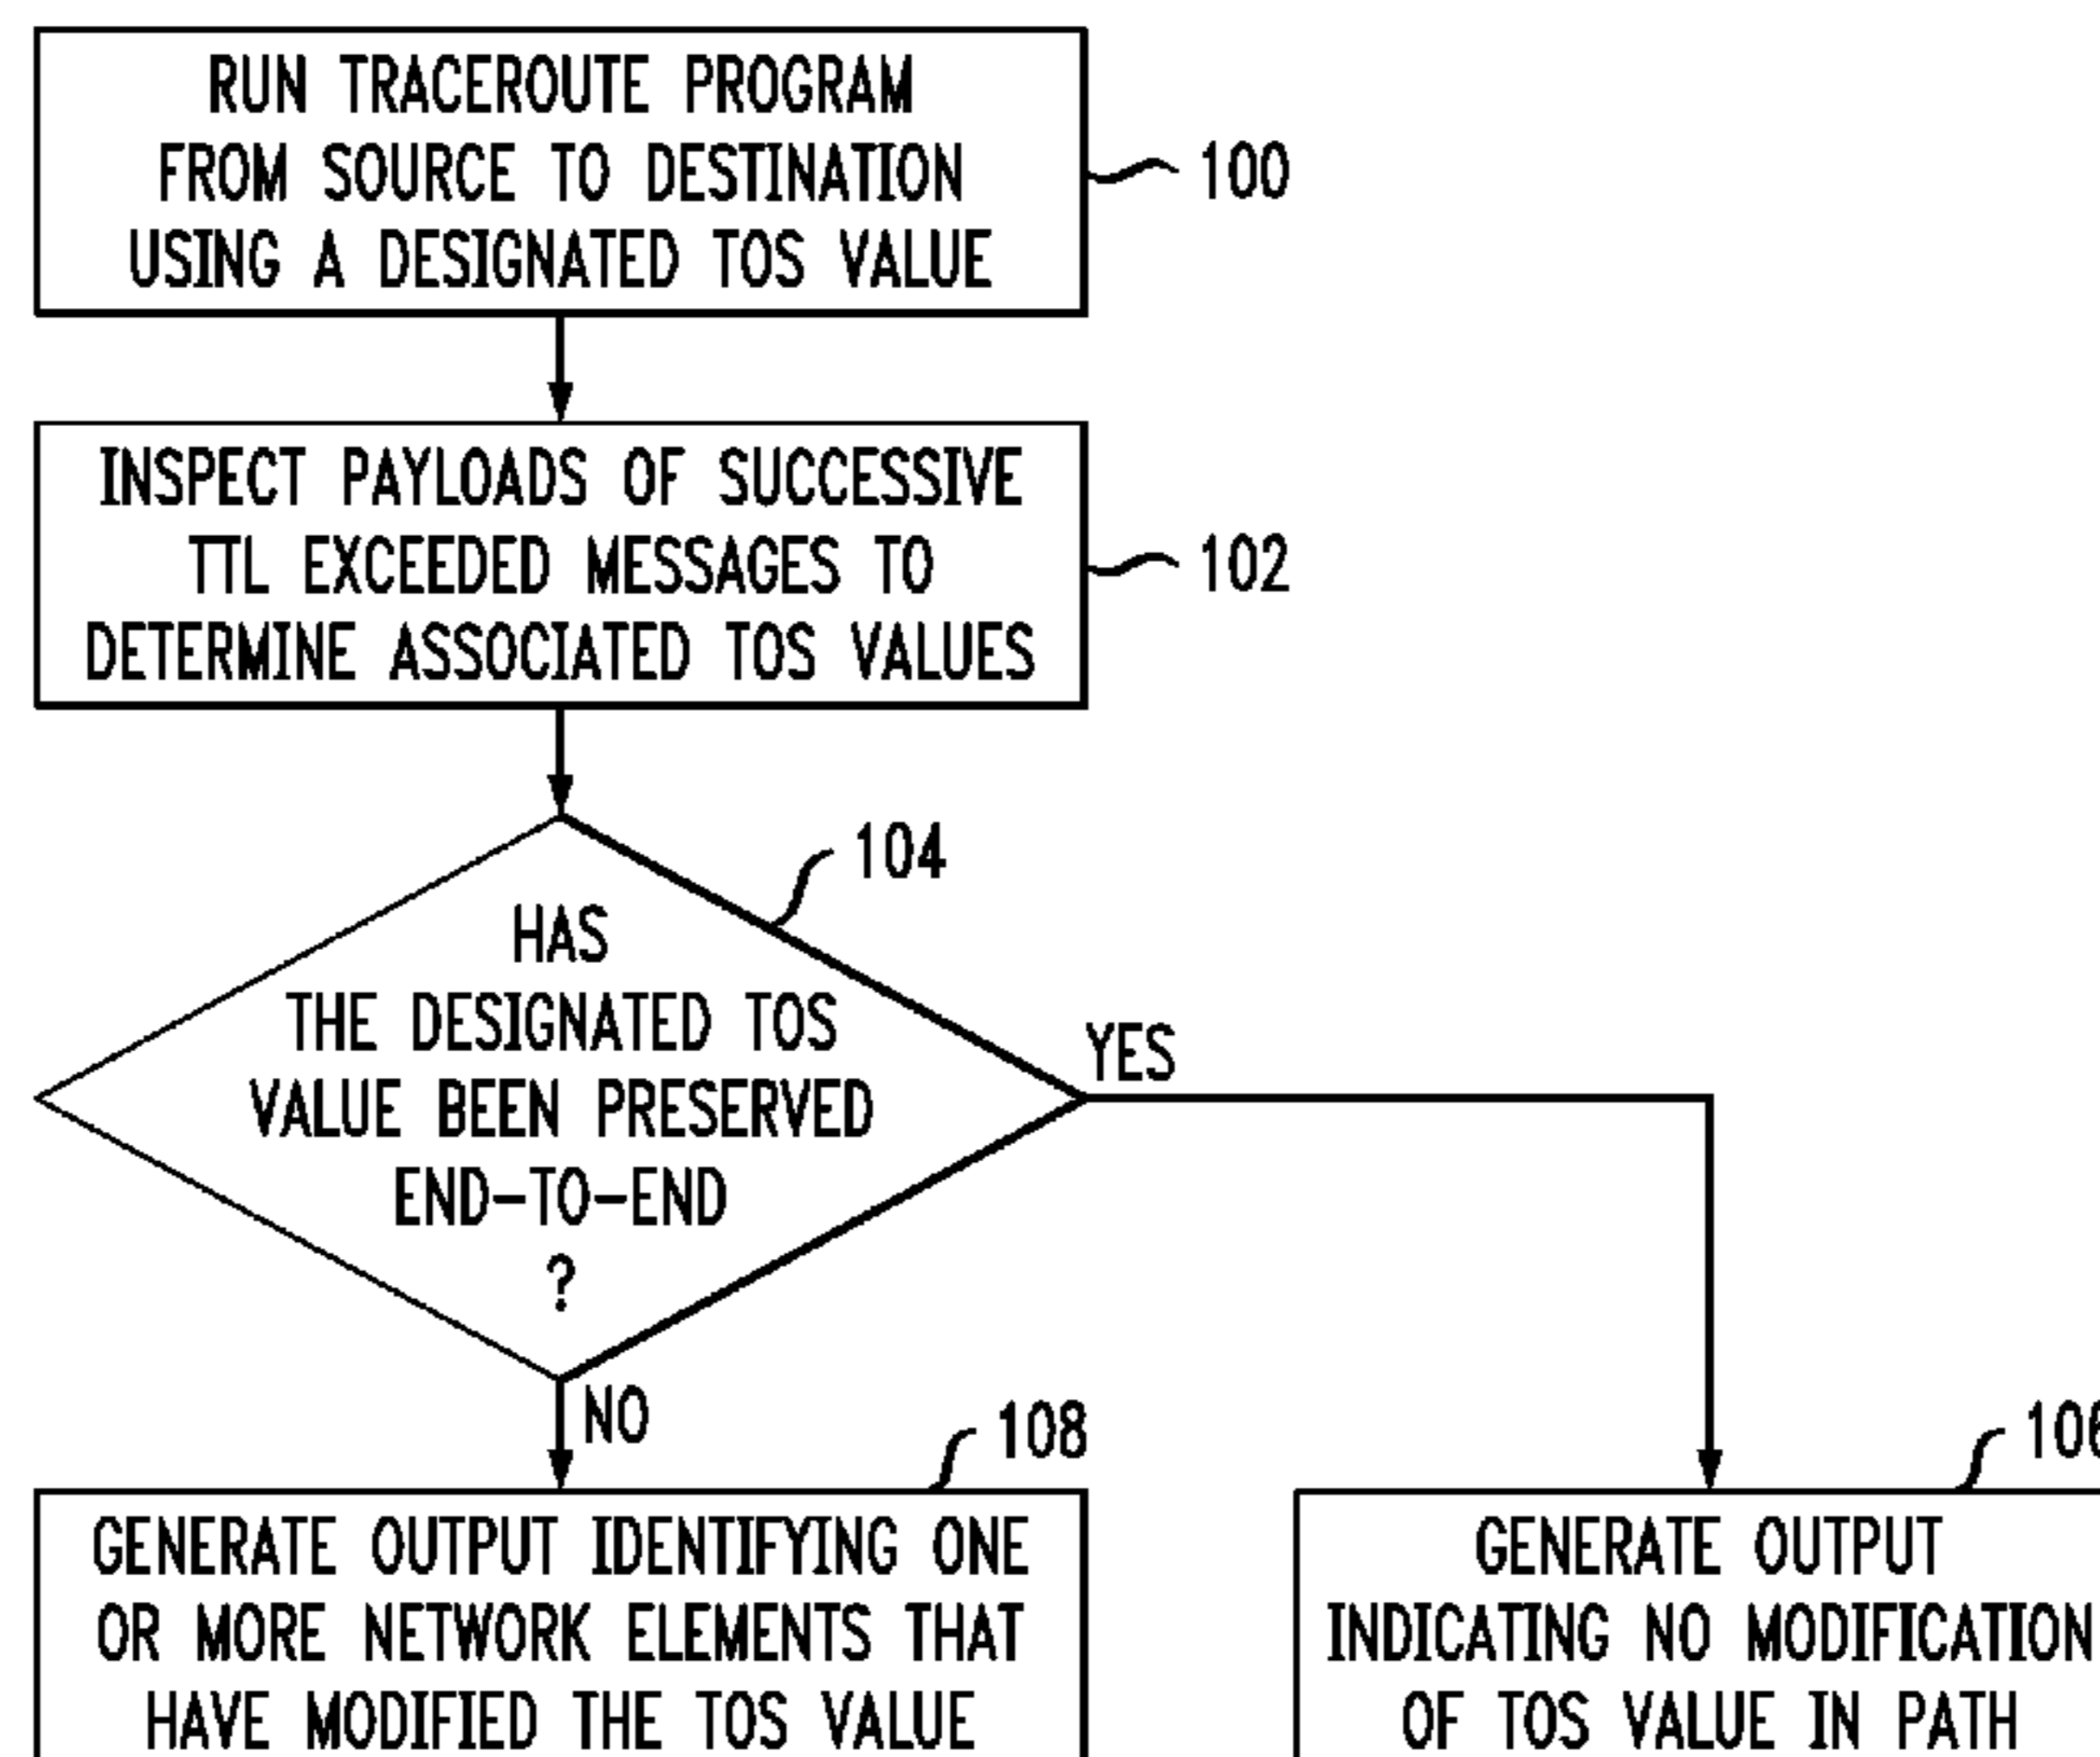 RUN TRACEROUTE PROGRAM
FROM SOURCE TO DESTINATION
USING A DESIGNATED TOS VALUE
100
INSPECT PAYLOADS OF SUCCESSIVE
TTL EXCEEDED MESSAGES TO
DETERMINE ASSOCIATED TOS VALUES
102
104
HAS
THE DESIGNATED TOS
VALUE BEEN PRESERVED
END-TO-END
?
YES
NO
108
GENERATE OUTPUT IDENTIFYING ONE
OR MORE NETWORK ELEMENTS THAT
HAVE MODIFIED THE TOS VALUE
106
GENERATE OUTPUT
INDICATING NO MODIFICATION
OF TOS VALUE IN PATH